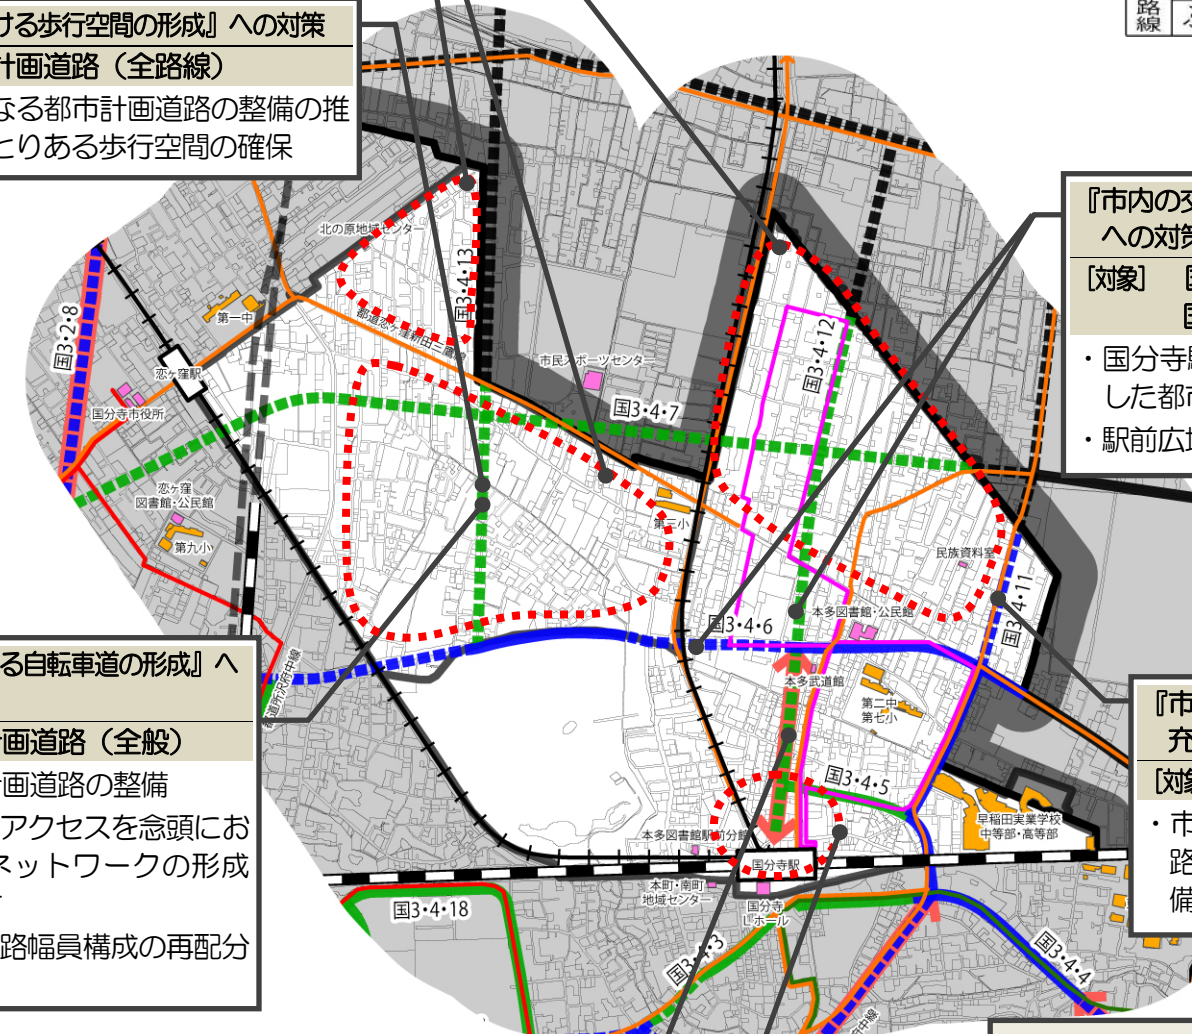 ける歩行空間の形成』への対策
計画道路（全路線）
なる都市計画道路の整備の推
とりある歩行空間の確保
路線
『市内の交
への対策
［対象］
・国分寺駅
した都市
・駅前広場
北の原地域センター
国3・4・13
国3・2・8
第一中
都道恋ヶ窪新田三鷹
恋ヶ窪駅
国分寺市役所
市民スポーツセンター
国3・4・7
国3・4・12
恋ヶ窪
図書館・公民館
第九小
第三小
民族資料室
国3・4・11
本多図書館・公民館
国3・4・6
る自転車道の形成』へ
計画道路（全般）
計画道路の整備
アクセスを念頭にお
ネットワークの形成
路幅員構成の再配分
都道所沢府中線
本多武道館
第二中
第七小
国3・4・5
早稲田実業学校
中等部・高等部
本多図書館駅前分館
国分寺駅
本町・南町
地域センター
国分寺
Lホール
国3・4・18
国3・4・3
国3・4・4
府中線
『市
充
［対象
・市
路
備